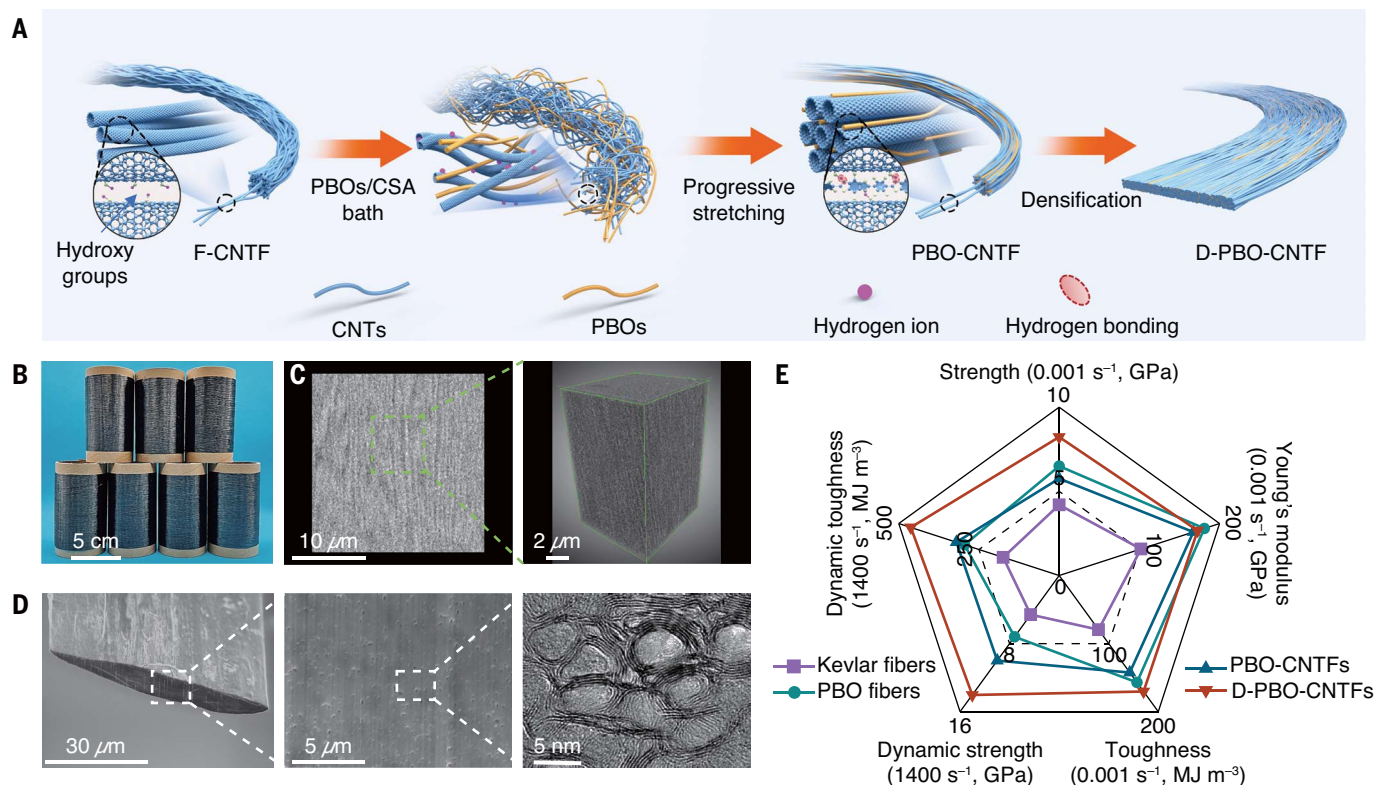 A
Hydroxy
groups
F-CNTF
PBOs/CSA
bath
Progressive
stretching
PBO-CNTF
Densification
D-PBO-CNTF
CNTs
PBOs
Hydrogen ion
Hydrogen bonding
B
5 cm
C
10 μm
2 μm
D
30 μm
5 μm
5 nm
E
Strength (0.001 s⁻¹, GPa)
10
5
Young's modulus
(0.001 s⁻¹, GPa)
200
100
Dynamic toughness
(1400 s⁻¹, MJ m⁻³)
500
250
0
8
100
16
200
Dynamic strength
(1400 s⁻¹, GPa)
Toughness
(0.001 s⁻¹, MJ m⁻³)
Kevlar fibers
PBO fibers
PBO-CNTFs
D-PBO-CNTFs